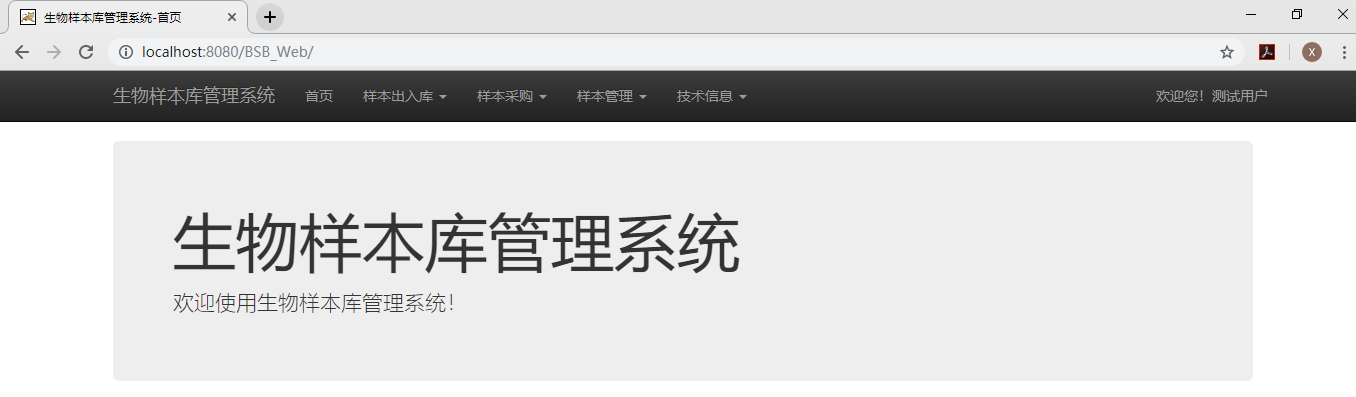 生物样本库管理系统-首页
localhost:8080/BSB_Web/
X
生物样本库管理系统 首页 样本出入库 样本采购 样本管理 技术信息 欢迎您！测试用户
生物样本库管理系统
欢迎使用生物样本库管理系统！